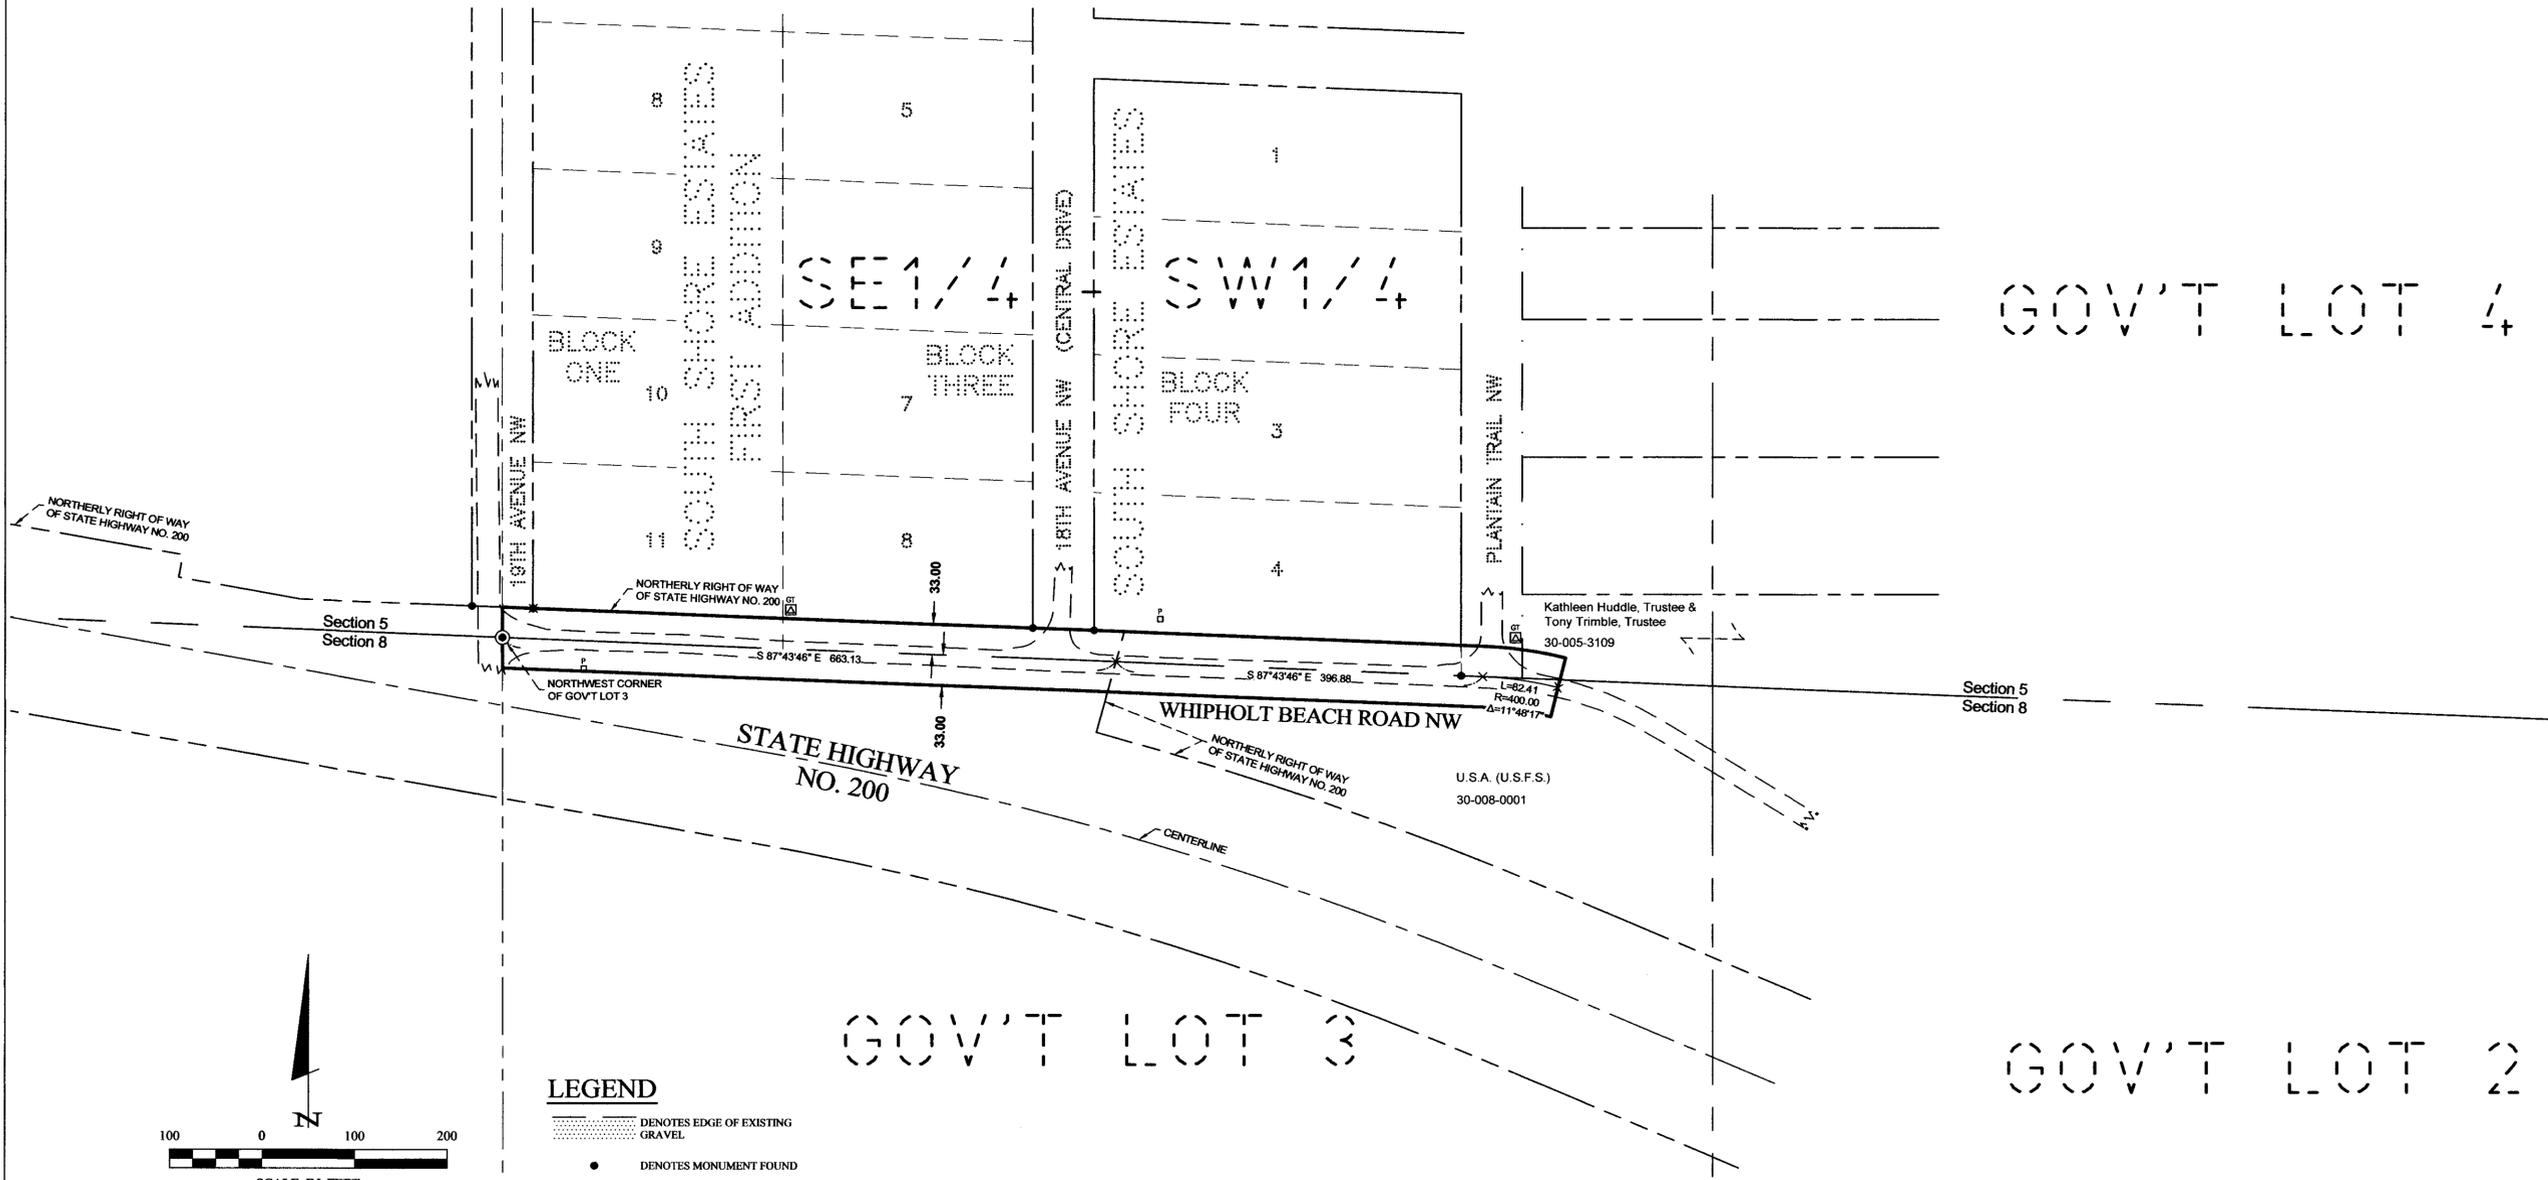 8
5
1
9
SOUTH SHORE ESTATES
FIRST ADDITION
SE1/4 - SW1/4
GOV'T LOT 4
BLOCK
ONE
BLOCK
THREE
BLOCK
FOUR
10
7
3
11
8
4
19TH AVENUE NW
18TH AVENUE NW (CENTRAL DRIVE)
SOUTH SHORE ESTATES
PLANTAIN TRAIL NW
NORTHERLY RIGHT OF WAY
OF STATE HIGHWAY NO. 200
NORTHERLY RIGHT OF WAY
OF STATE HIGHWAY NO. 200
GT
33.00
P
GT
Kathleen Huddle, Trustee &
Tony Trimble, Trustee
30-005-3109
Section 5
Section 8
S 87°43'46" E 663.13
S 87°43'46" E 396.88
L=82.41
R=400.00
Δ=11°48'17"
Section 5
Section 8
P
NORTHWEST CORNER
OF GOV'T LOT 3
33.00
WHIPHOLT BEACH ROAD NW
STATE HIGHWAY
NO. 200
NORTHERLY RIGHT OF WAY
OF STATE HIGHWAY NO. 200
U.S.A. (U.S.F.S.)
30-008-0001
CENTERLINE
GOV'T LOT 3
GOV'T LOT 2
N
100 0 100 200
LEGEND
DENOTES EDGE OF EXISTING
GRAVEL
DENOTES MONUMENT FOUND